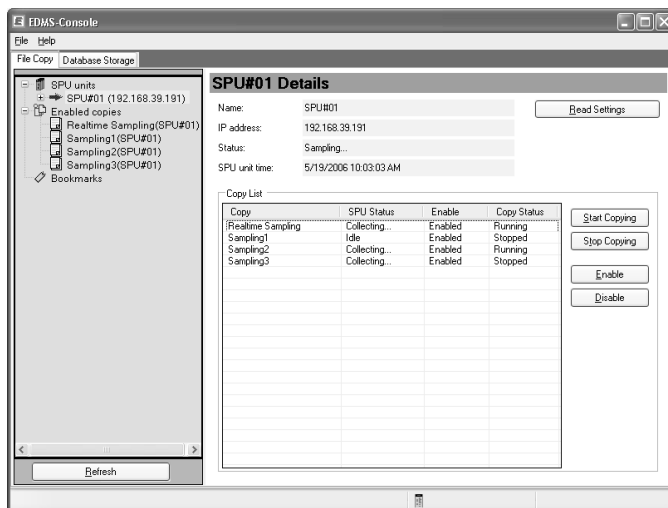 EDMS-Console
File Help
File Copy Database Storage
SPU units
SPU#01 (192.168.39.191)
Enabled copies
Realtime Sampling(SPU#01)
Sampling1(SPU#01)
Sampling2(SPU#01)
Sampling3(SPU#01)
Bookmarks
Refresh
SPU#01 Details
Name: SPU#01 Read Settings
IP address: 192.168.39.191
Status: Sampling...
SPU unit time: 5/19/2006 10:03:03 AM
Copy List
Copy SPU Status Enable Copy Status
Realtime Sampling Collecting... Enabled Running
Sampling1 Idle Enabled Stopped
Sampling2 Collecting... Enabled Running
Sampling3 Collecting... Enabled Stopped
Start Copying
Stop Copying
Enable
Disable